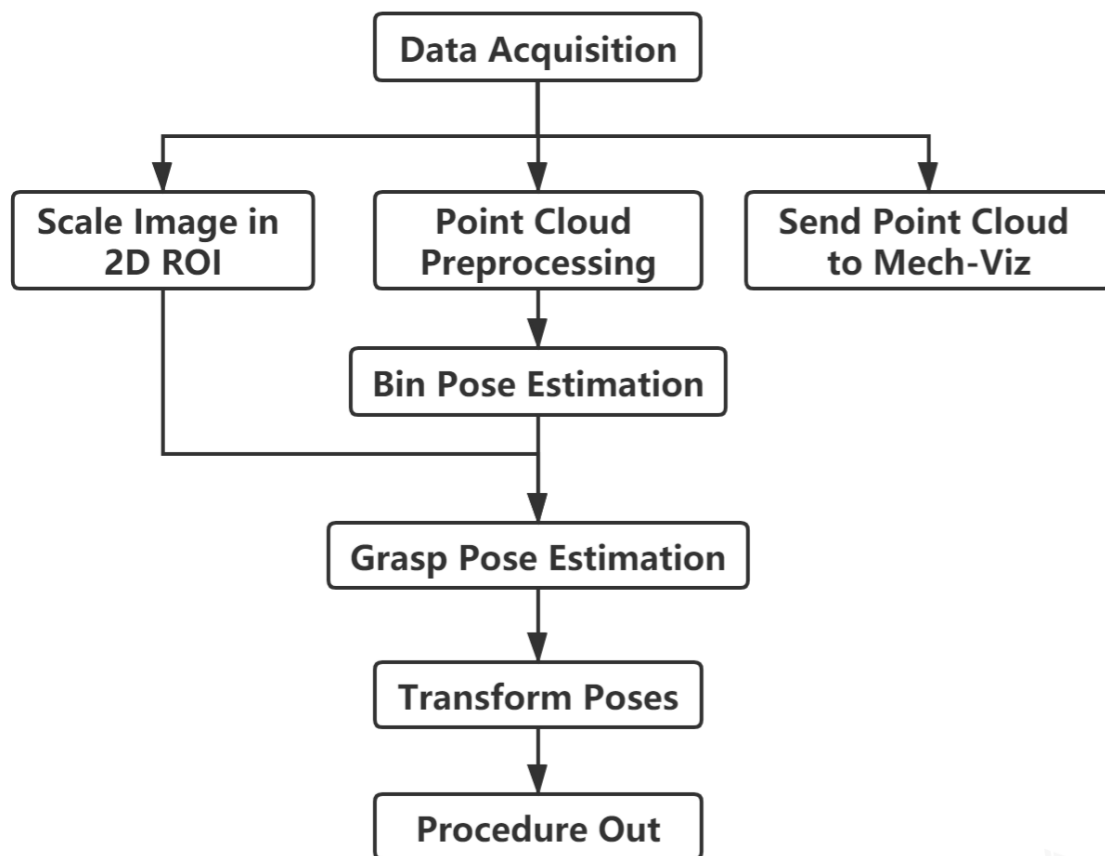 Data Acquisition
Scale Image in
2D ROI
Point Cloud
Preprocessing
Send Point Cloud
to Mech-Viz
Bin Pose Estimation
Grasp Pose Estimation
Transform Poses
Procedure Out